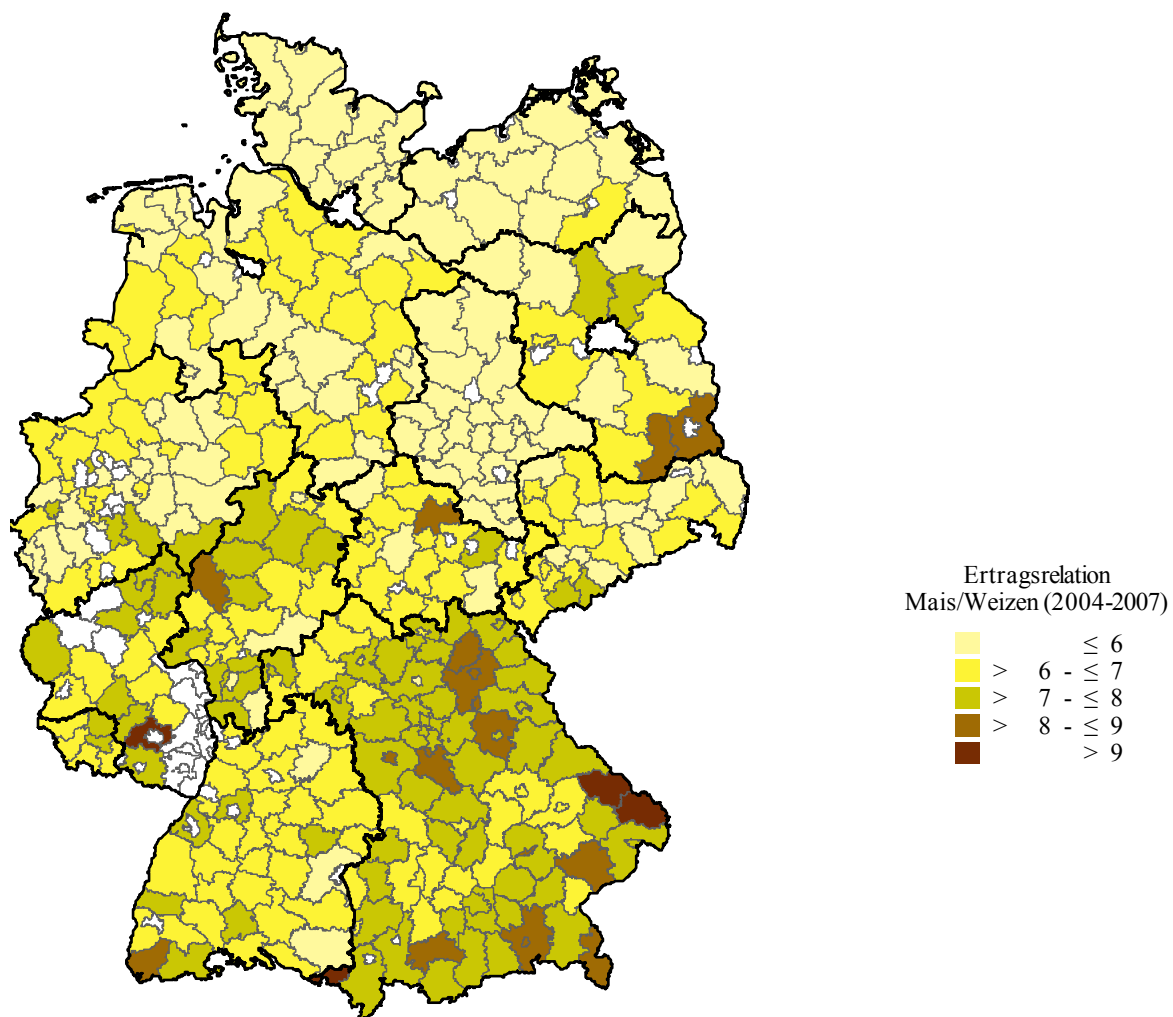 Ertragsrelation
Mais/Weizen (2004-2007)
≤ 6
> 6 - ≤ 7
> 7 - ≤ 8
> 8 - ≤ 9
> 9